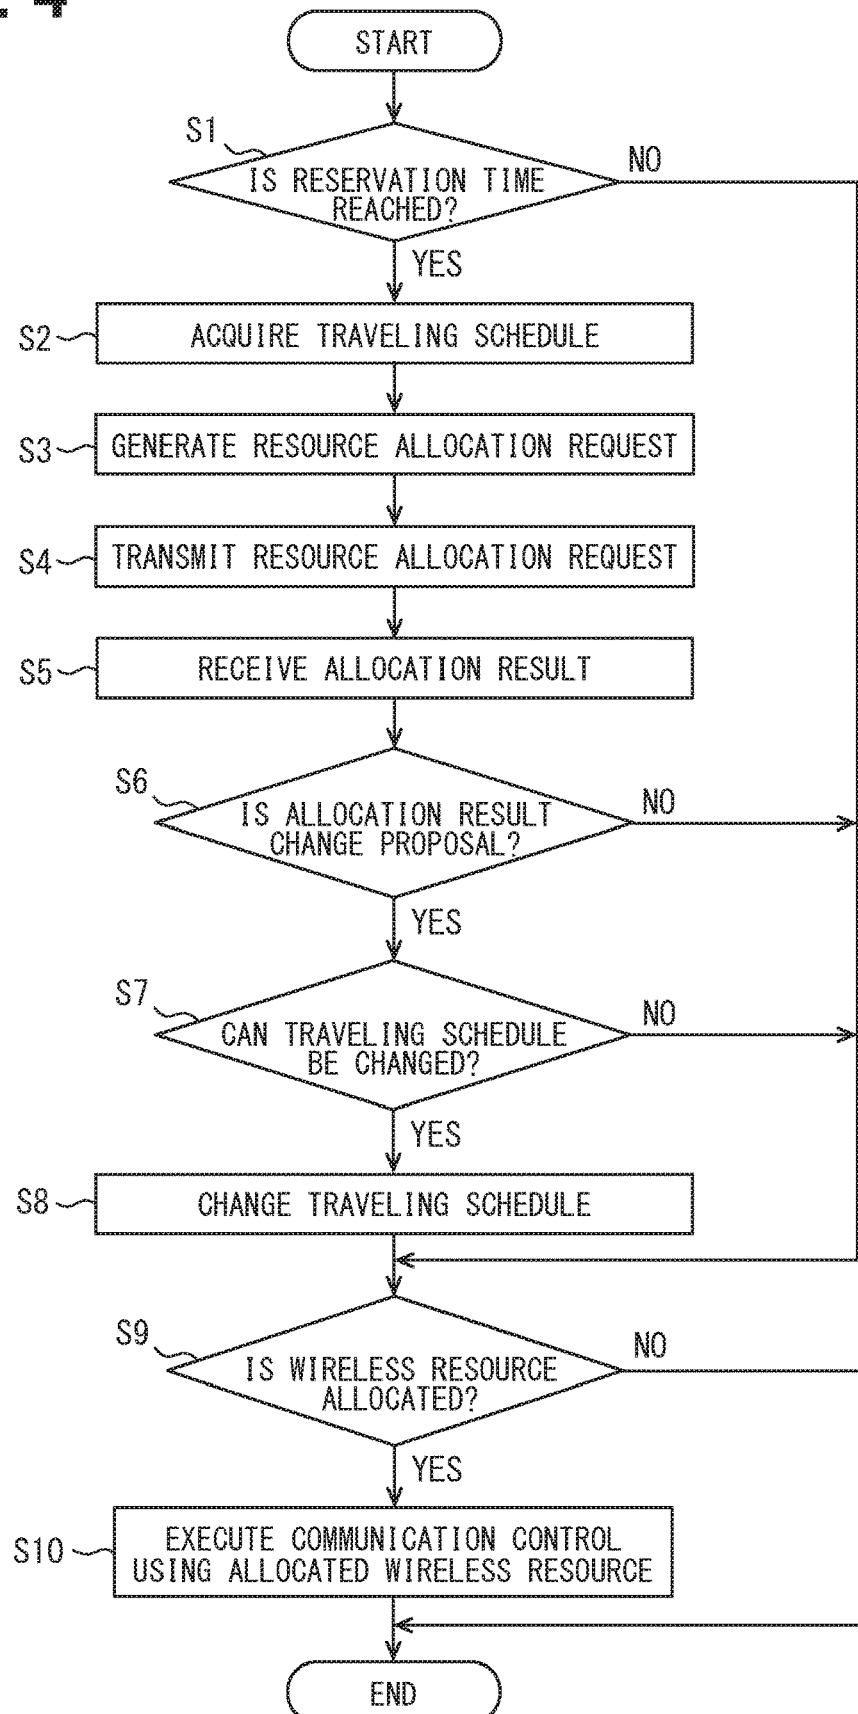 . 4
START
S1
IS RESERVATION TIME
REACHED?
NO
YES
S2
ACQUIRE TRAVELING SCHEDULE
S3
GENERATE RESOURCE ALLOCATION REQUEST
S4
TRANSMIT RESOURCE ALLOCATION REQUEST
S5
RECEIVE ALLOCATION RESULT
S6
IS ALLOCATION RESULT
CHANGE PROPOSAL?
NO
YES
S7
CAN TRAVELING SCHEDULE
BE CHANGED?
NO
YES
S8
CHANGE TRAVELING SCHEDULE
S9
IS WIRELESS RESOURCE
ALLOCATED?
NO
YES
S10
EXECUTE COMMUNICATION CONTROL
USING ALLOCATED WIRELESS RESOURCE
END